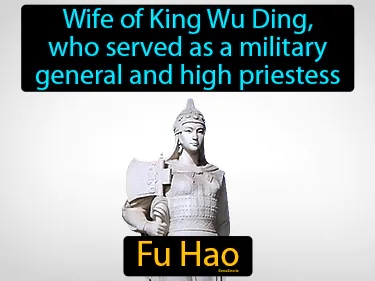 Wife of King Wu Ding,
who served as a military
general and high priestess
Fu Hao